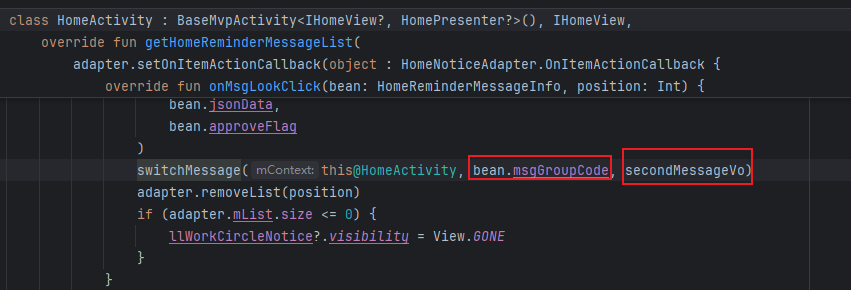 class HomeActivity : BaseMvpActivity<IHomeView?, HomePresenter?>(), IHomeView,
override fun getHomeReminderMessageList(
adapter.setOnItemActionCallback(object : HomeNoticeAdapter.OnItemActionCallback {
override fun onMsgLookClick(bean: HomeReminderMessageInfo, position: Int) {
bean.jsonData,
bean.approveFlag
)
switchMessage( mContext: this@HomeActivity, bean.msgGroupCode, secondMessageVo)
adapter.removeList(position)
if (adapter.mList.size <= 0) {
llWorkCircleNotice?.visibility = View.GONE
}
}